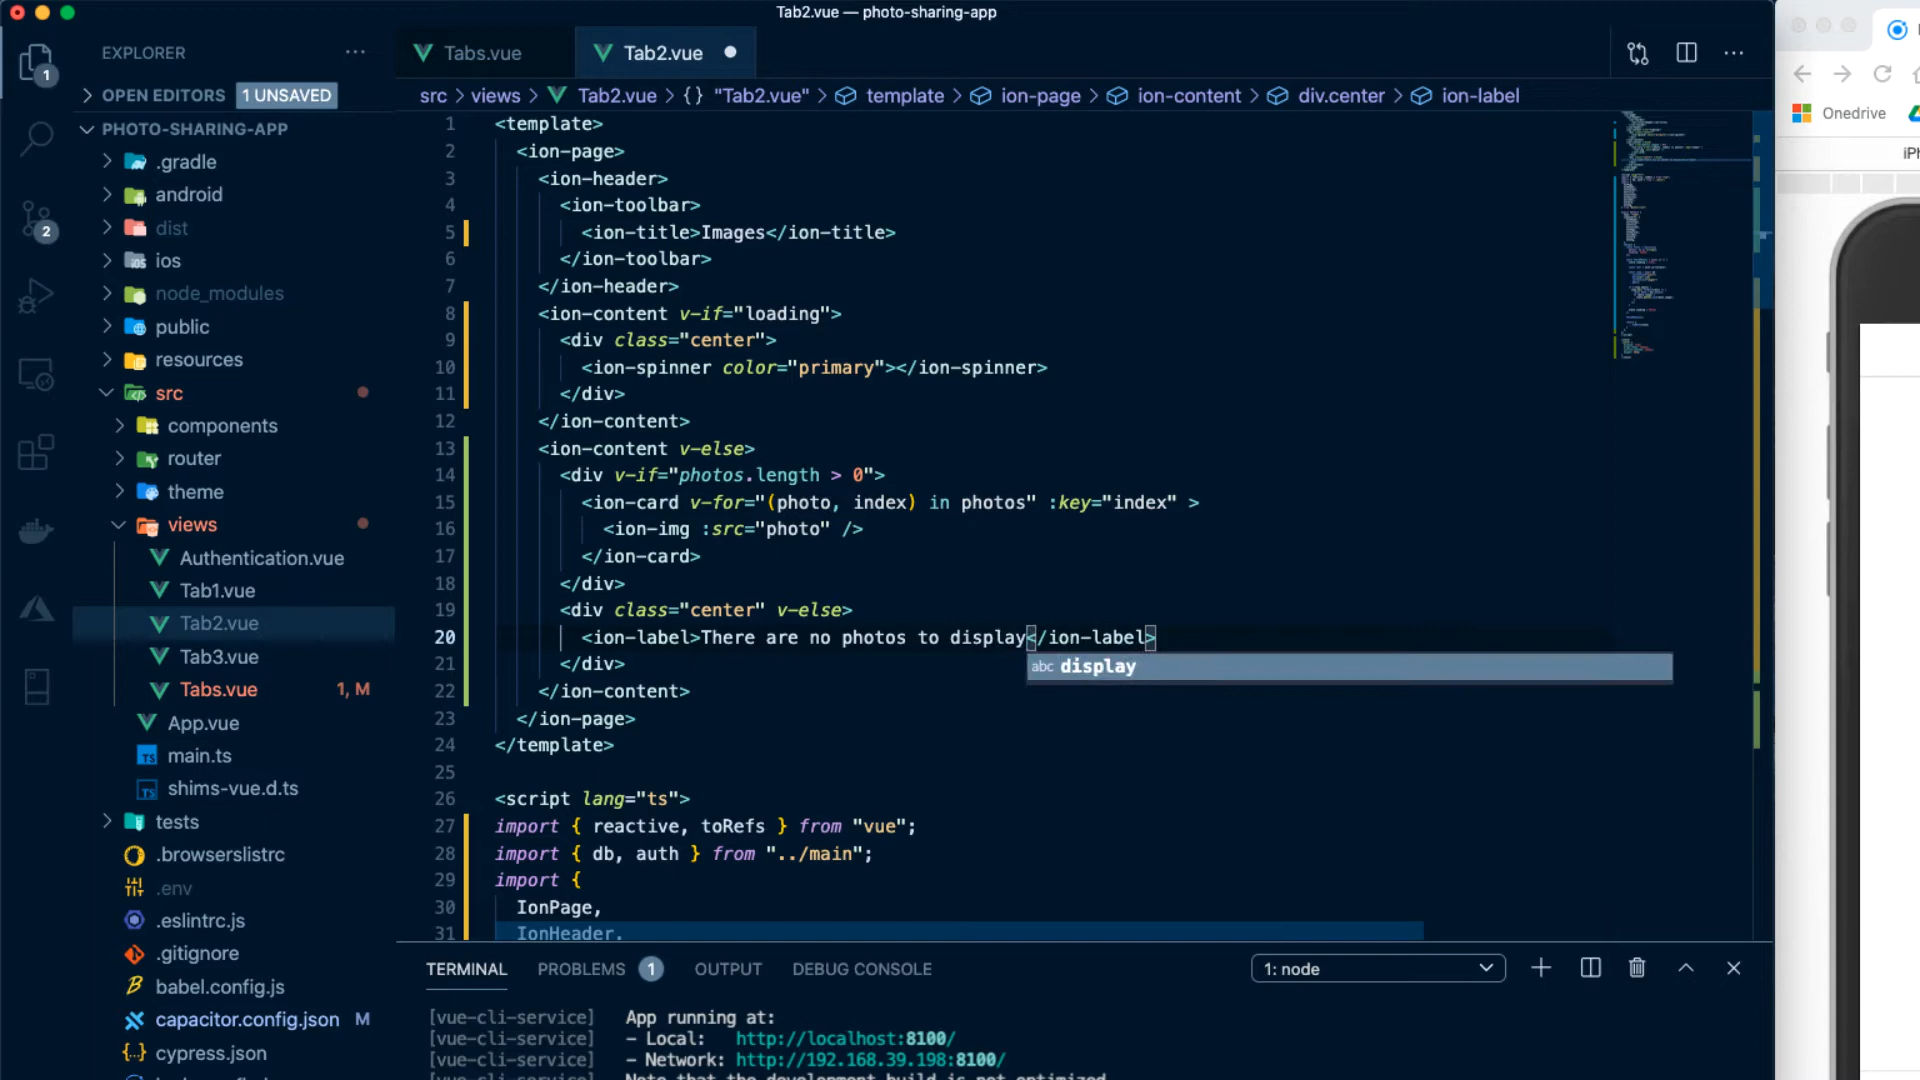 Tab2.vue — photo-sharing-app
EXPLORER
Tabs.vue
Tab2.vue
OPEN EDITORS 1 UNSAVED
src > views > Tab2.vue > {} "Tab2.vue" > template > ion-page > ion-content > div.center > ion-label
PHOTO-SHARING-APP
.gradle
android
dist
ios
node_modules
public
resources
src
components
router
theme
views
Authentication.vue
Tab1.vue
Tab2.vue
Tab3.vue
Tabs.vue 1, M
App.vue
main.ts
shims-vue.d.ts
tests
.browserslistrc
.env
.eslintrc.js
.gitignore
babel.config.js
capacitor.config.json M
cypress.json
1
2
1 <template>
2 <ion-page>
3 <ion-header>
4 <ion-toolbar>
5 <ion-title>Images</ion-title>
6 </ion-toolbar>
7 </ion-header>
8 <ion-content v-if="loading">
9 <div class="center">
10 <ion-spinner color="primary"></ion-spinner>
11 </div>
12 </ion-content>
13 <ion-content v-else>
14 <div v-if="photos.length > 0">
15 <ion-card v-for="(photo, index) in photos" :key="index" >
16 <ion-img :src="photo" />
17 </ion-card>
18 </div>
19 <div class="center" v-else>
20 <ion-label>There are no photos to display</ion-label>
abc display
21 </div>
22 </ion-content>
23 </ion-page>
24 </template>
25
26 <script lang="ts">
27 import { reactive, toRefs } from "vue";
28 import { db, auth } from "../main";
29 import {
30 IonPage,
31 IonHeader,
TERMINAL PROBLEMS 1 OUTPUT DEBUG CONSOLE 1: node
[vue-cli-service] App running at:
[vue-cli-service] - Local: http://localhost:8100/
[vue-cli-service] - Network: http://192.168.39.198:8100/
[vue-cli-service] Note that the development build is not optimized.
Onedrive
iPh